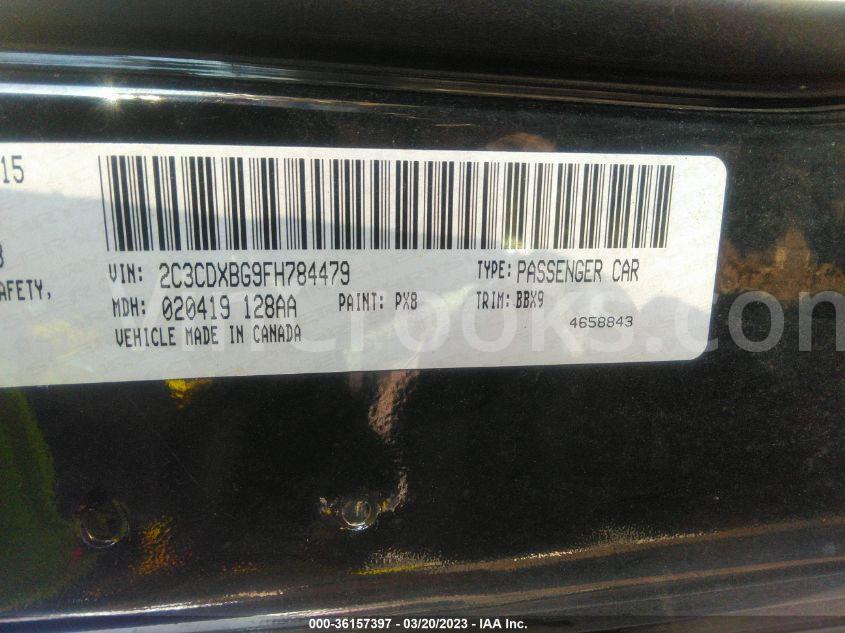 15
VIN: 2C3CDXBG9FH784479 TYPE: PASSENGER CAR
AFETY,
MDH: 020419 128AA PAINT: PX8 TRIM: BBX9
VEHICLE MADE IN CANADA 4658843
000-36157397 - 03/20/2023 - IAA Inc.